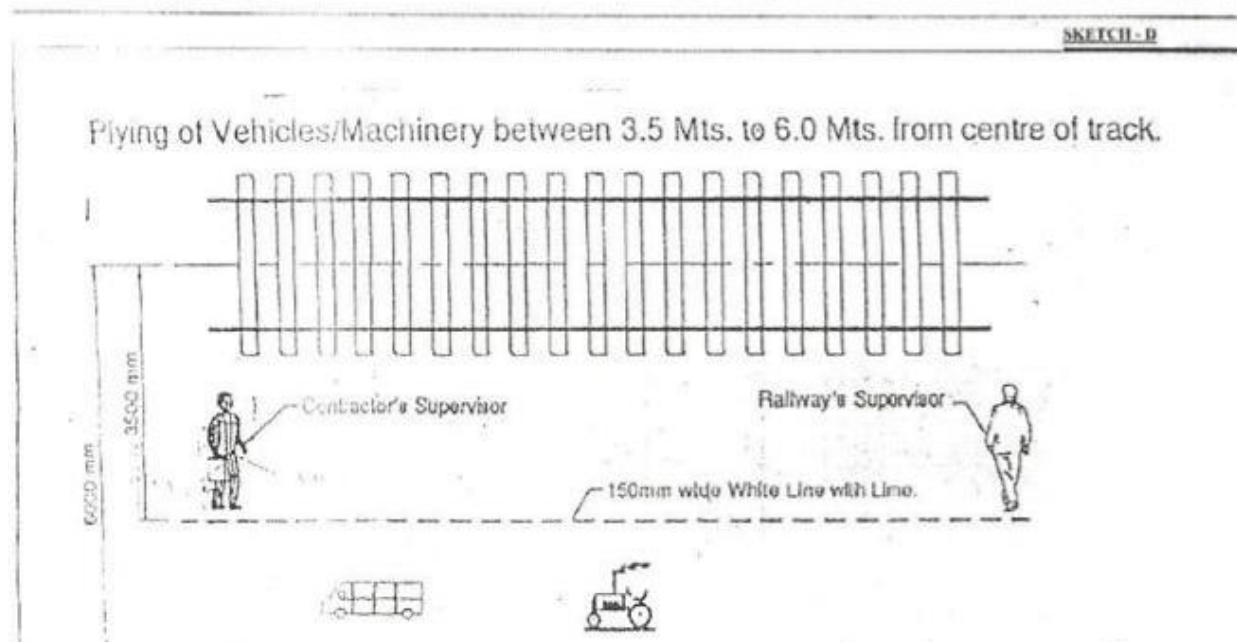 SKETCH - D
Plying of Vehicles/Machinery between 3.5 Mts. to 6.0 Mts. from centre of track.
3500 mm
6000 mm
Contractor's Supervisor
Railway's Supervisor
150mm wide White Line with Lime.